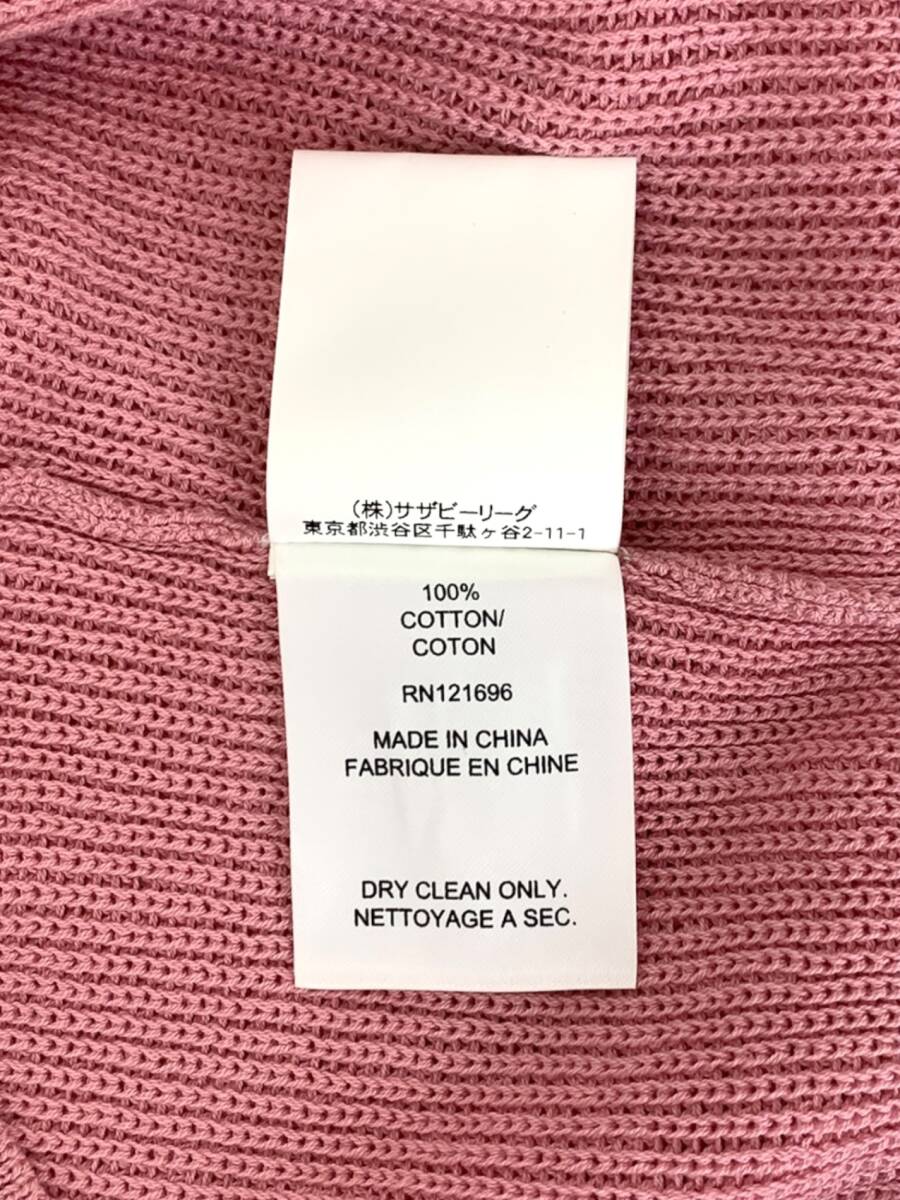 (株)サザビーリーグ
東京都渋谷区千駄ヶ谷2-11-1
100%
COTTON/
COTON
RN121696
MADE IN CHINA
FABRIQUE EN CHINE
DRY CLEAN ONLY.
NETTOYAGE A SEC.